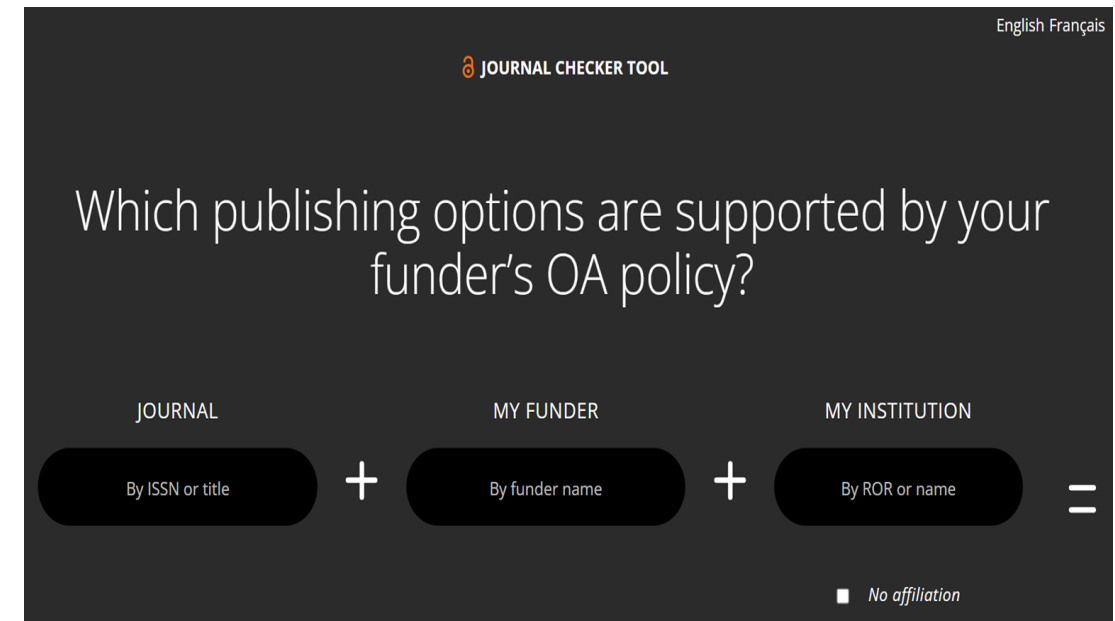 English Français
JOURNAL CHECKER TOOL
Which publishing options are supported by your
funder’s OA policy?
JOURNAL
MY FUNDER
MY INSTITUTION
By ISSN or title
+
By funder name
+
By ROR or name
=
No affiliation